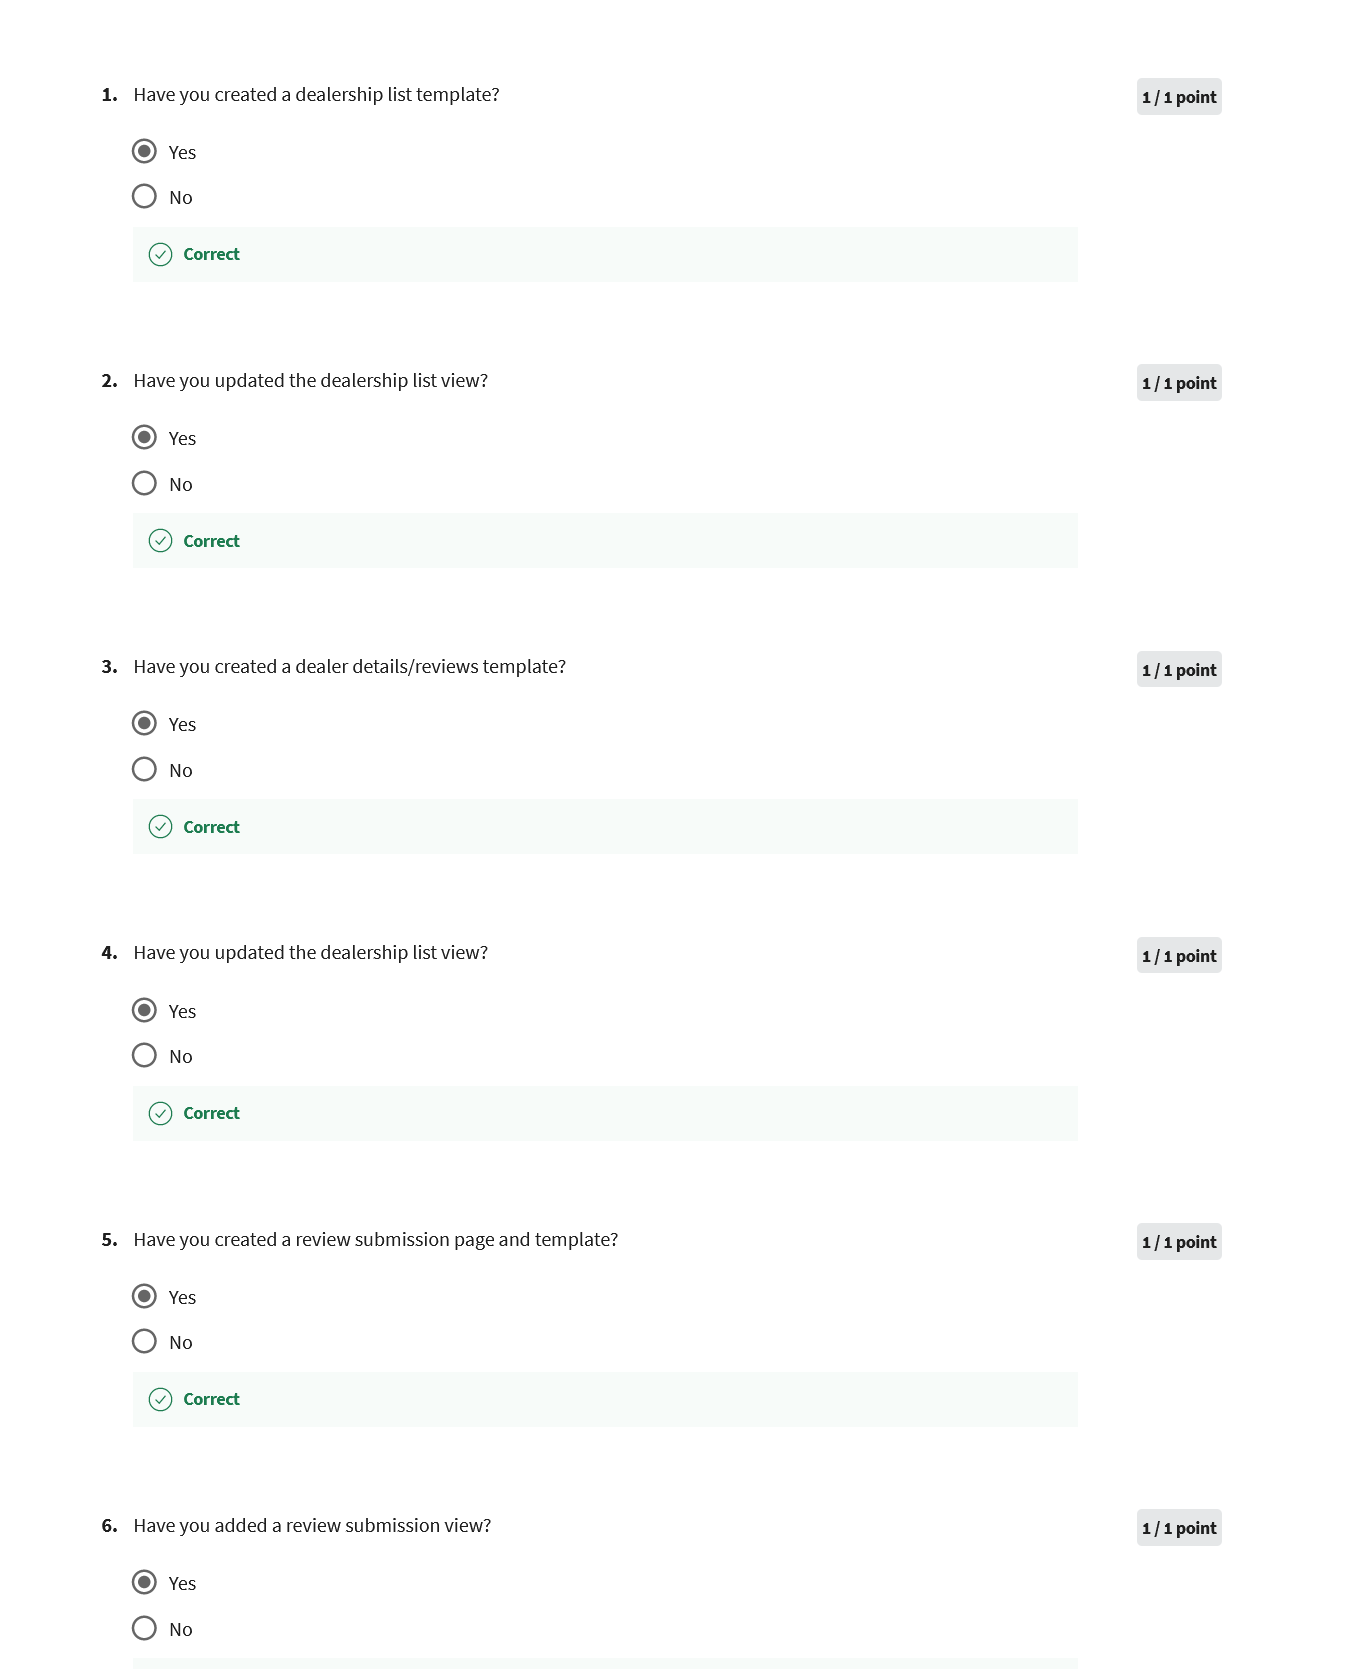 1. Have you created a dealership list template?
1 / 1 point
Yes
No
Correct
2. Have you updated the dealership list view?
1 / 1 point
Yes
No
Correct
3. Have you created a dealer details/reviews template?
1 / 1 point
Yes
No
Correct
4. Have you updated the dealership list view?
1 / 1 point
Yes
No
Correct
5. Have you created a review submission page and template?
1 / 1 point
Yes
No
Correct
6. Have you added a review submission view?
1 / 1 point
Yes
No